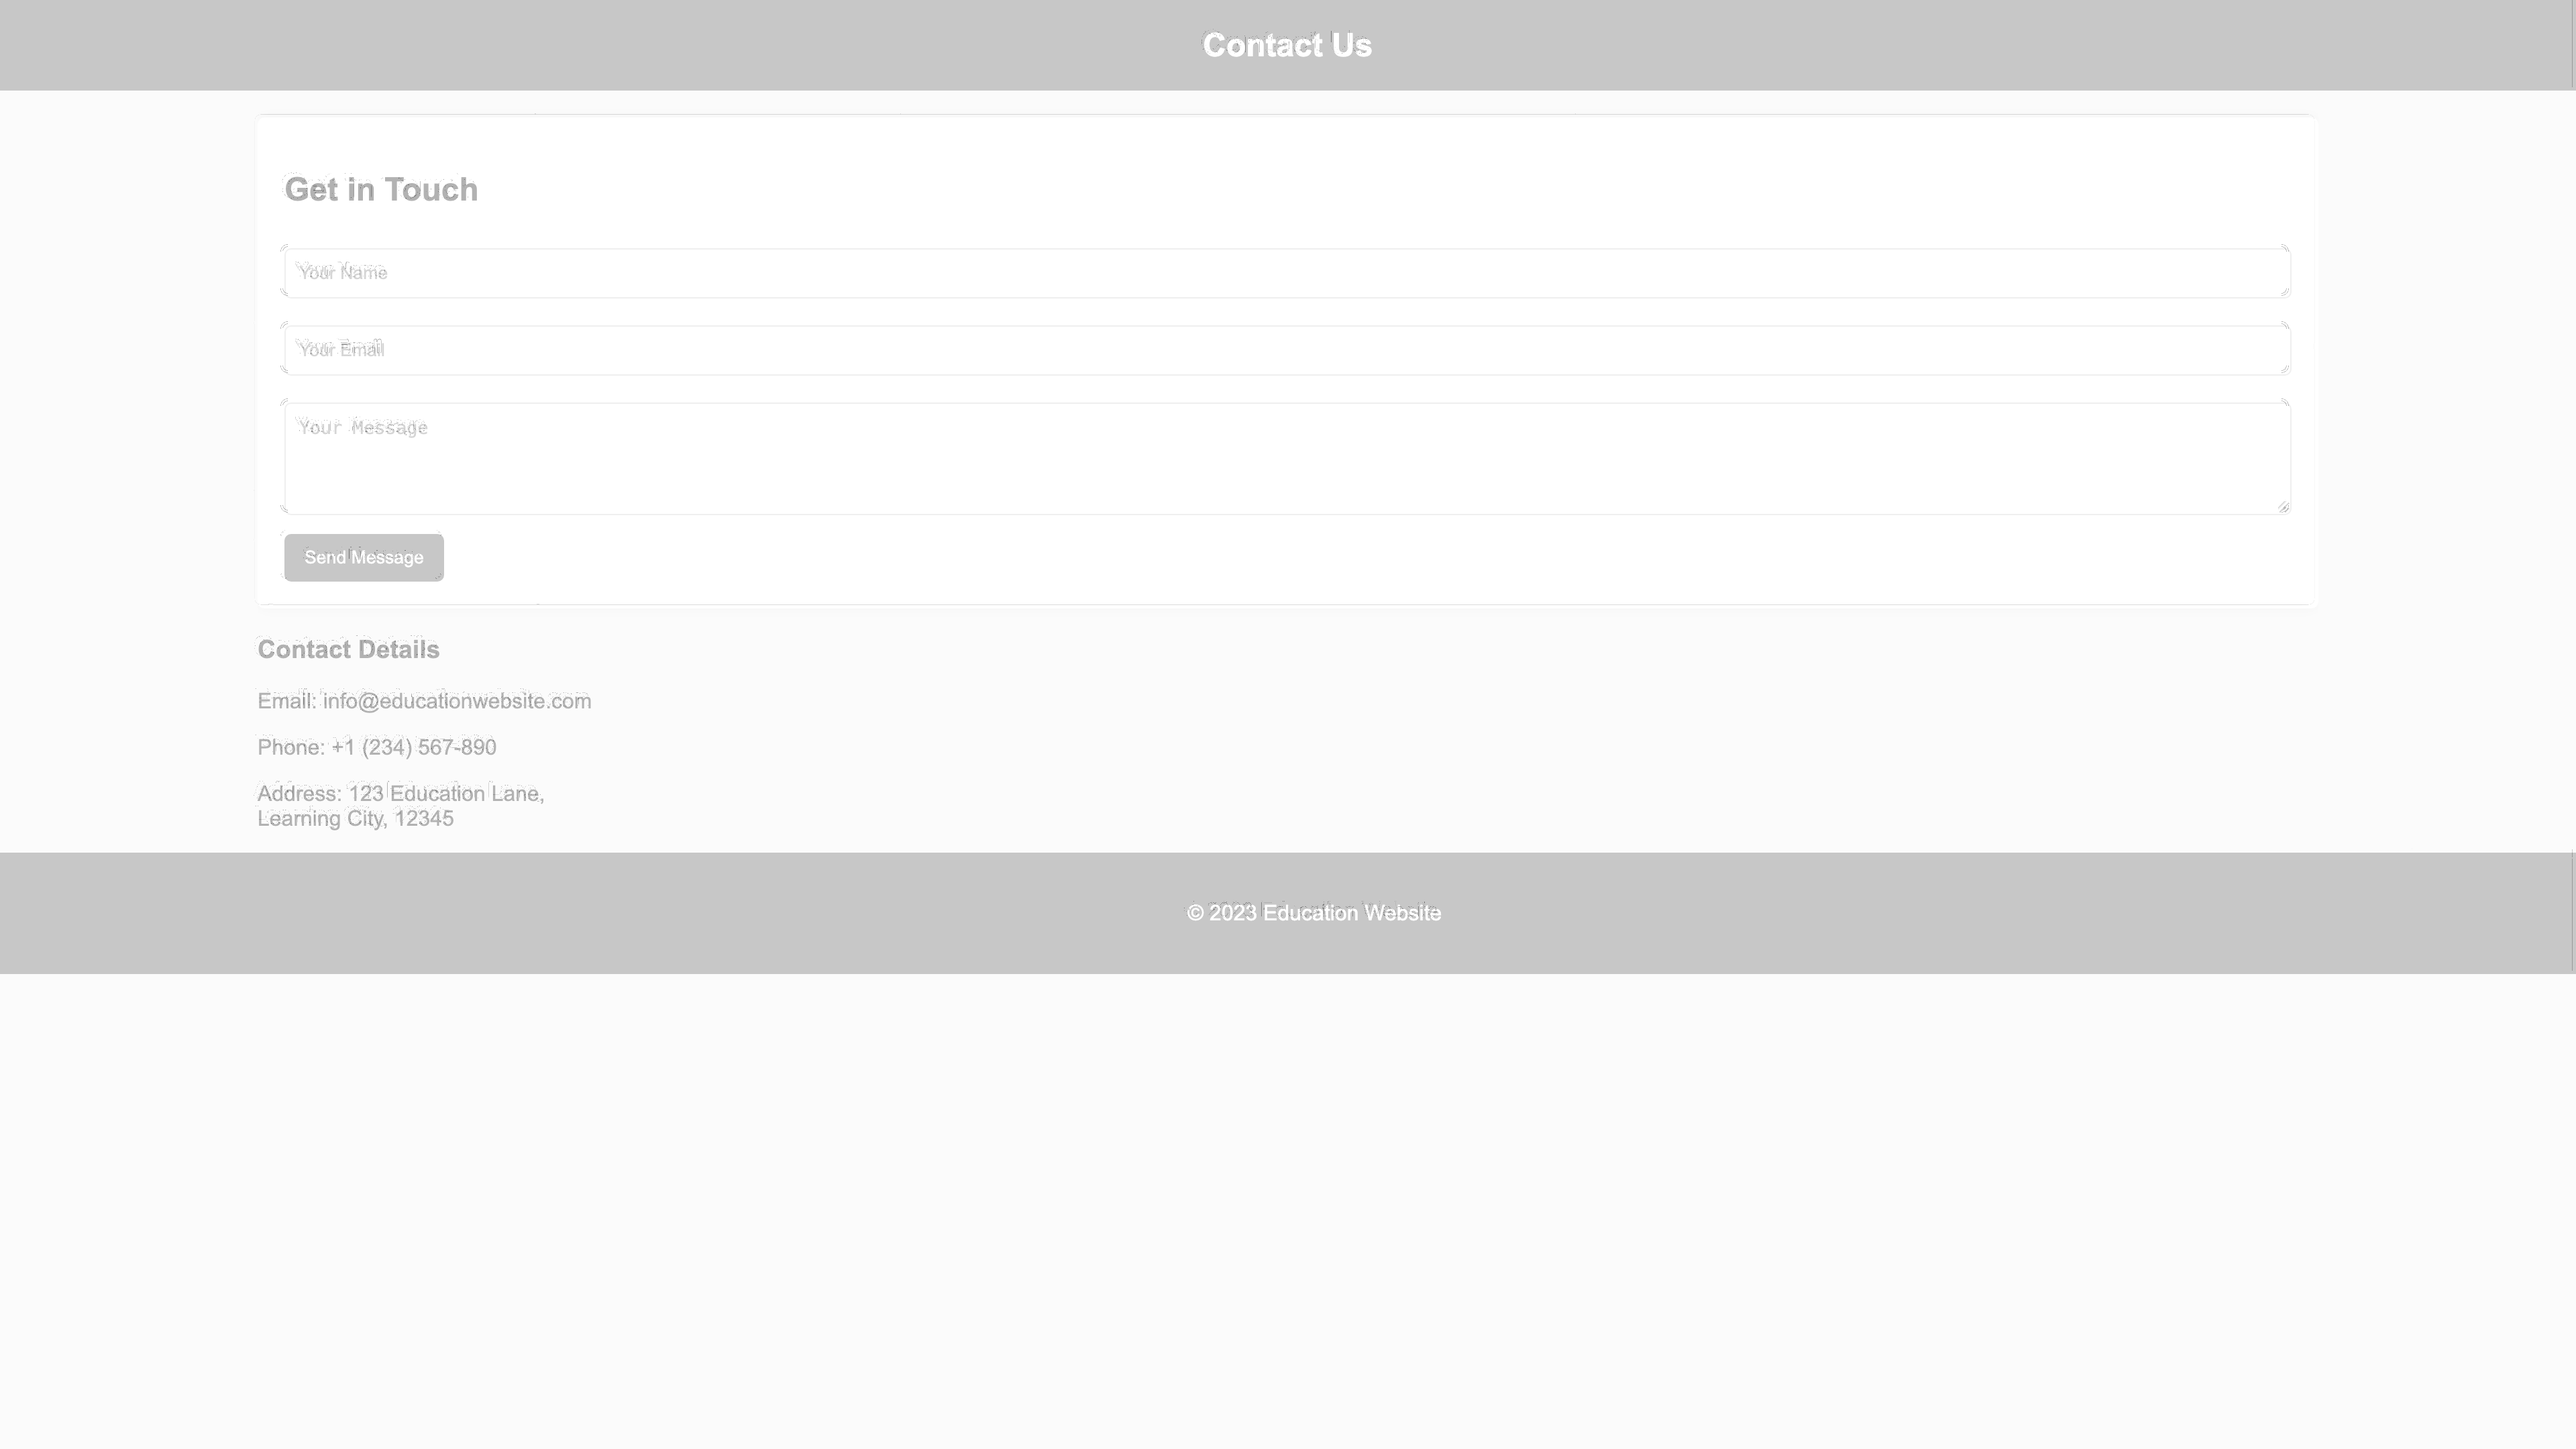 Contact Us
Get in Touch
Your Name
Your Email
Your Message
Send Message
Contact Details
Email: info@educationwebsite.com
Phone: +1 (234) 567-890
Address: 123 Education Lane,
Learning City, 12345
© 2023 Education Website